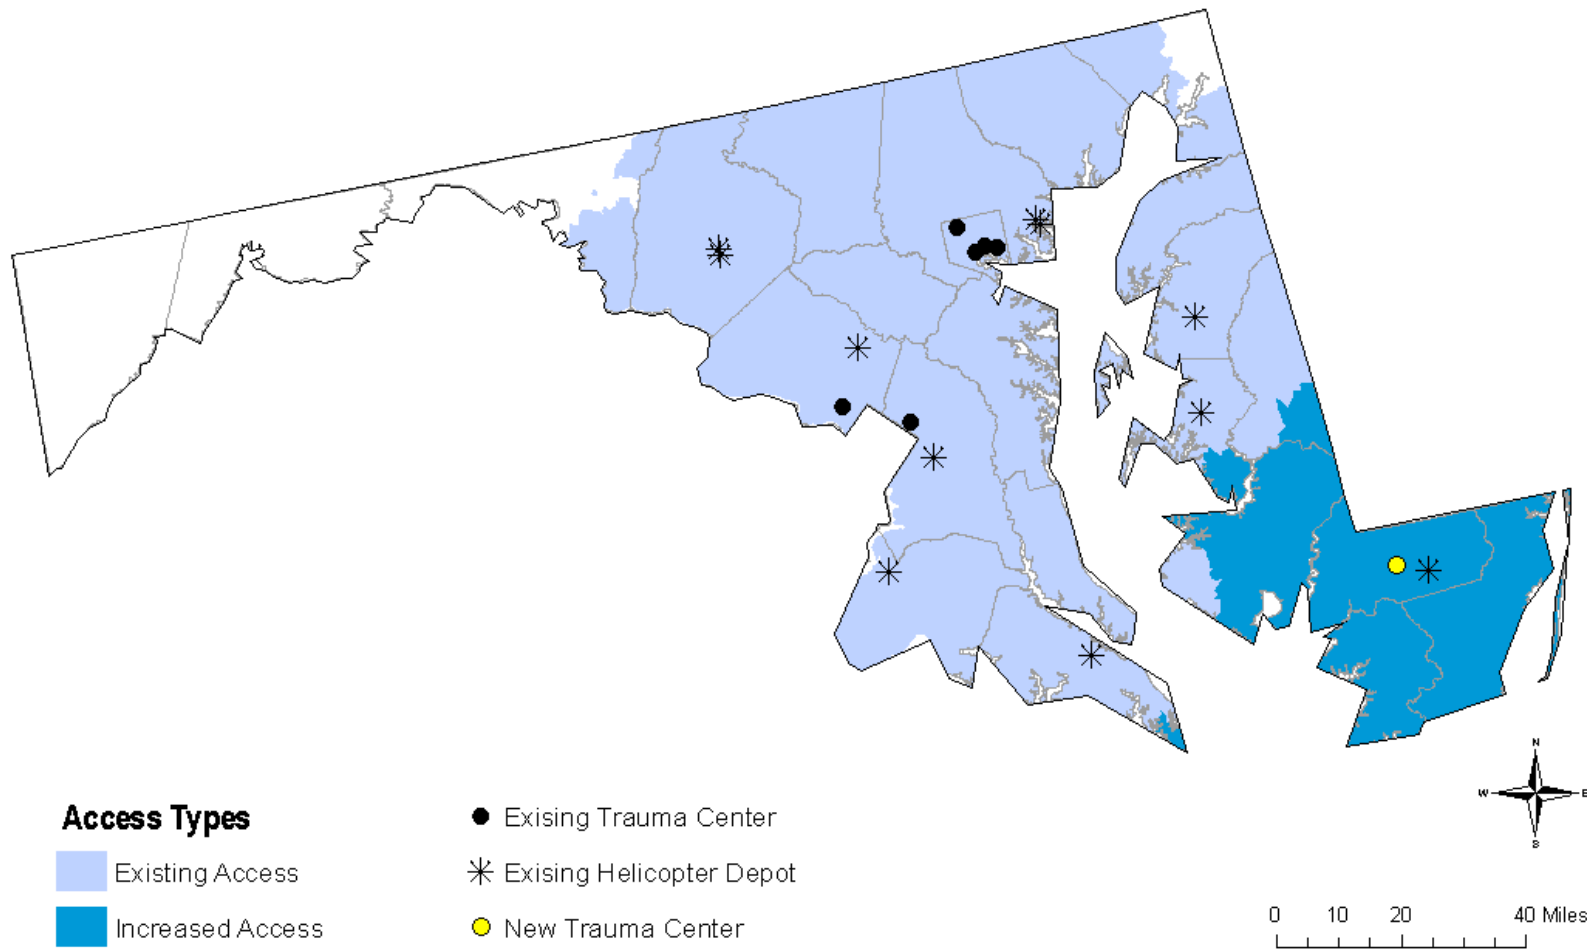 N
W E
S
Access Types
Exising Trauma Center
Existing Access
Exising Helicopter Depot
Increased Access
New Trauma Center
0 10 20 40 Miles